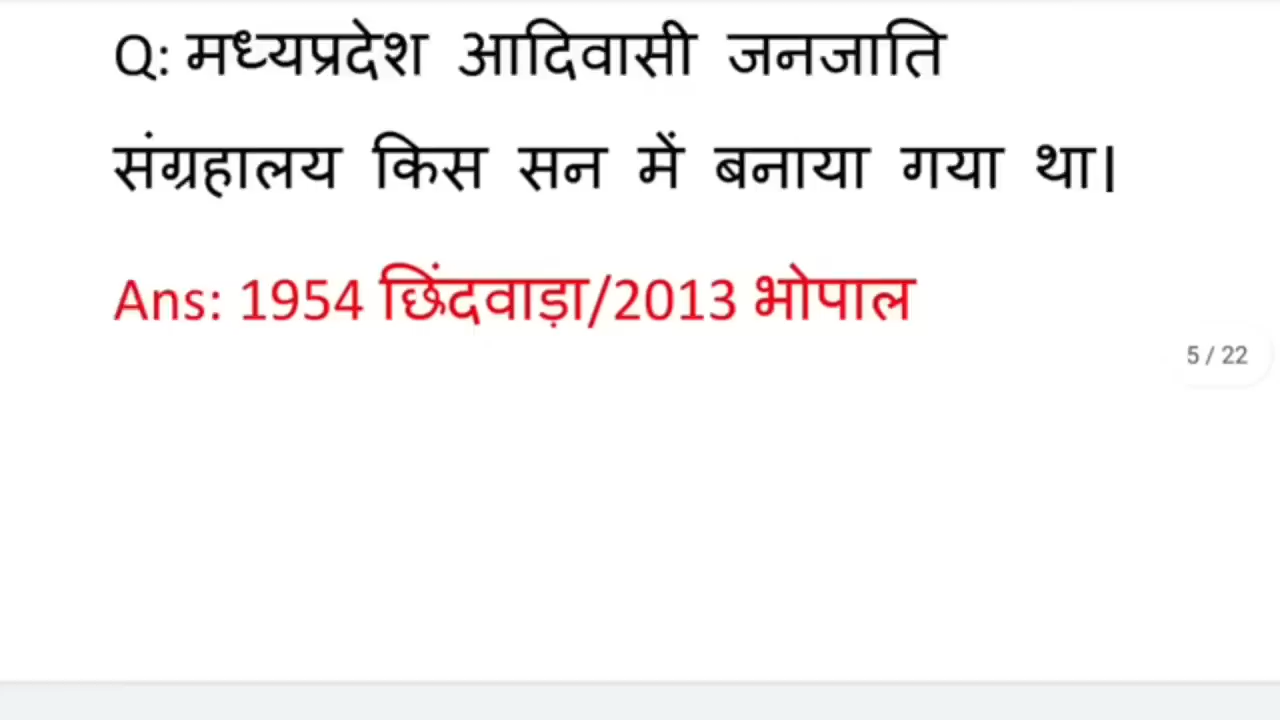 Q: मध्यप्रदेश आदिवासी जनजाति
संग्रहालय किस सन में बनाया गया था।
Ans: 1954 छिंदवाड़ा/2013 भोपाल
5 / 22